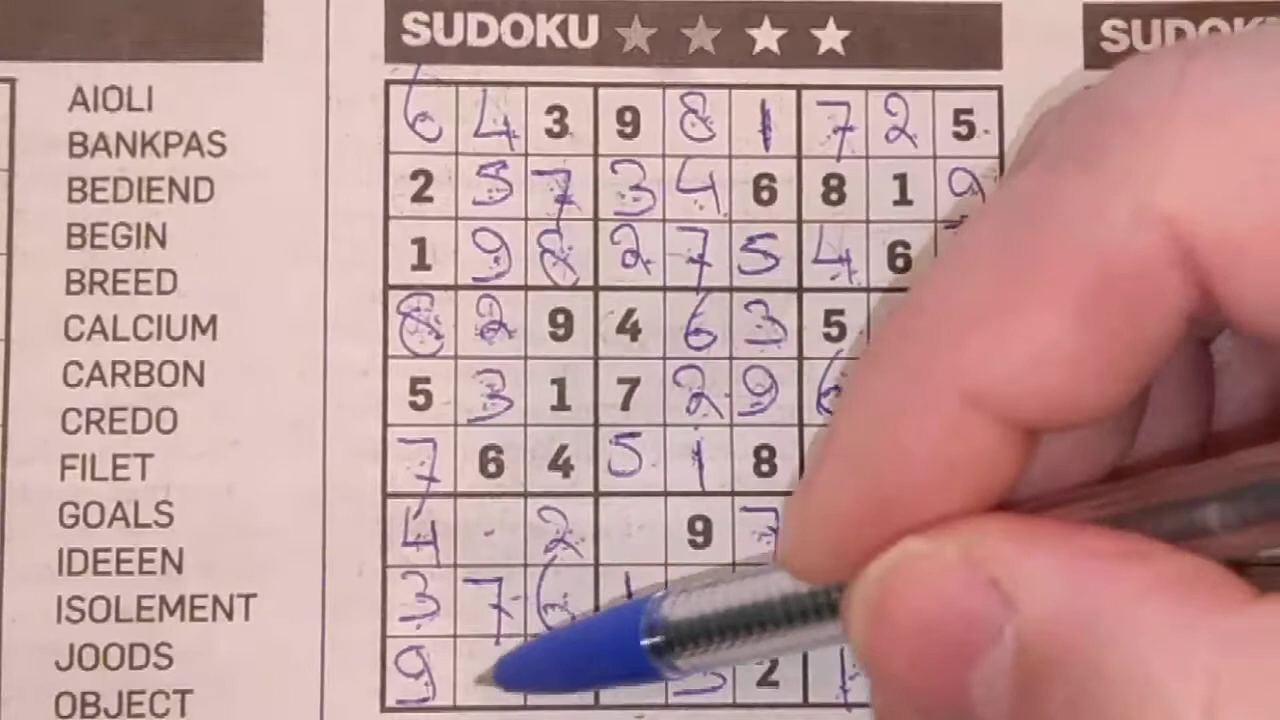 SUDOKU
AIOLI
BANKPAS
BEDIEND
BEGIN
BREED
CALCIUM
CARBON
CREDO
FILET
GOALS
IDEEEN
ISOLEMENT
JOODS
OBJECT
6 4 3 9 8 1 7 2 5
2 5 7 3 4 6 8 1 9
1 9 8 2 7 5 4 6
8 2 9 4 6 3 5
5 3 1 7 2 9 6
7 6 4 5 1 8
4 2 9 7
3 7 6 1
9 2 1